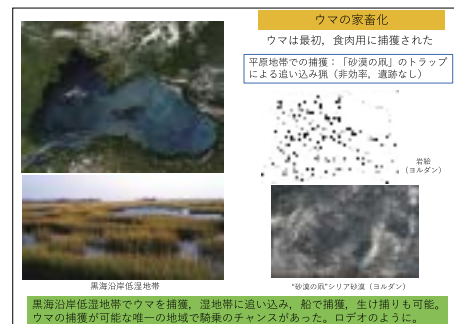 ウマの家畜化
ウマは最初，食肉用に捕獲された
平原地帯での捕獲：「砂漠の凧」のトラップ
による追い込み猟（非効率，遺跡なし）
岩絵
（ヨルダン）
黒海沿岸低湿地帯
“砂漠の凧”シリア砂漠（ヨルダン）
黒海沿岸低湿地帯でウマを捕獲，湿地帯に追い込み，船で捕獲，生け捕りも可能。
ウマの捕獲が可能な唯一の地域で騎乗のチャンスがあった。ロデオのように。